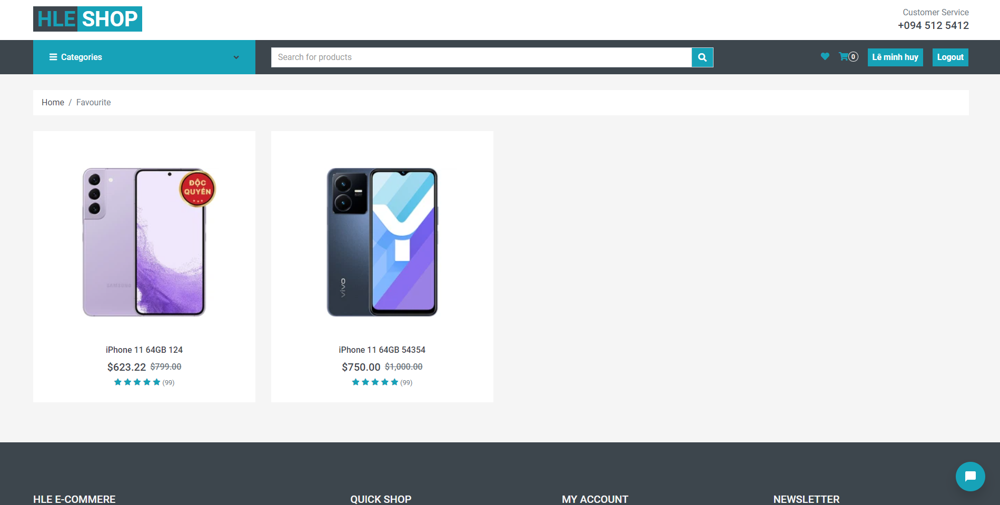 HLE SHOP
Customer Service
+094 512 5412
Categories
Search for products
0
Lê minh huy
Logout
Home / Favourite
ĐỘC
QUYỀN
SAMSUNG
vivo
iPhone 11 64GB 124
$623.22 $799.00
(99)
iPhone 11 64GB 54354
$750.00 $1,000.00
(99)
HLE E-COMMERE
QUICK SHOP
MY ACCOUNT
NEWSLETTER